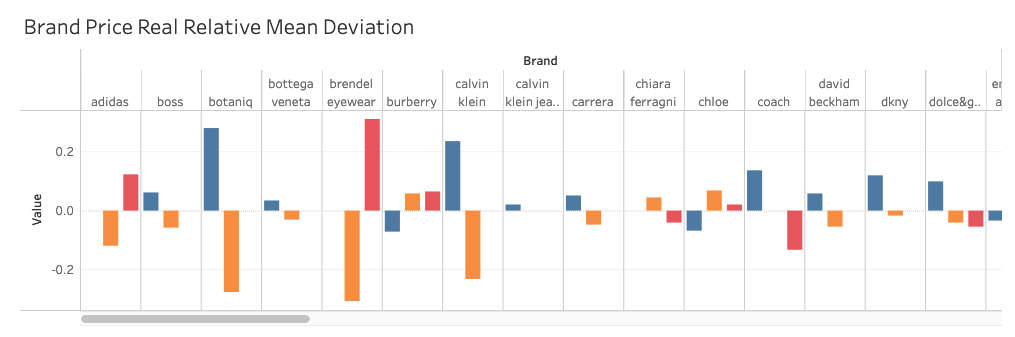 Brand Price Real Relative Mean Deviation
Brand
adidas
boss
botaniq
bottega
veneta
brendel
eyewear
burberry
calvin
klein
calvin
klein jea..
carrera
chiara
ferragni
chloe
coach
david
beckham
dkny
dolce&g..
Value
0.2
0.0
-0.2